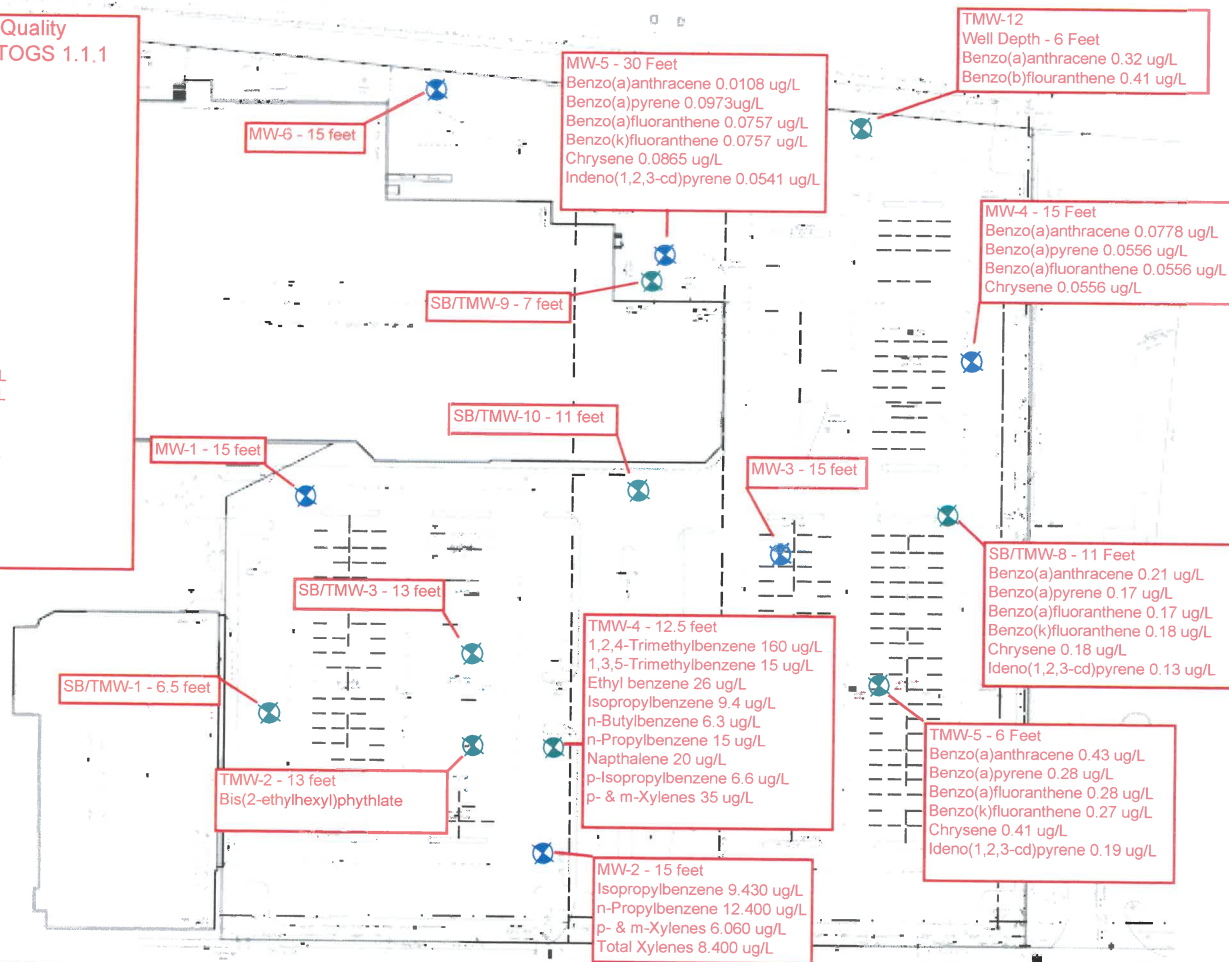 Quality
TOGS 1.1.1
TMW-12
Well Depth - 6 Feet
Benzo(a)anthracene 0.32 ug/L
Benzo(b)flouranthene 0.41 ug/L
MW-5 - 30 Feet
Benzo(a)anthracene 0.0108 ug/L
Benzo(a)pyrene 0.0973ug/L
Benzo(a)fluoranthene 0.0757 ug/L
Benzo(k)fluoranthene 0.0757 ug/L
Chrysene 0.0865 ug/L
Indeno(1,2,3-cd)pyrene 0.0541 ug/L
MW-6 - 15 feet
MW-4 - 15 Feet
Benzo(a)anthracene 0.0778 ug/L
Benzo(a)pyrene 0.0556 ug/L
Benzo(a)fluoranthene 0.0556 ug/L
Chrysene 0.0556 ug/L
SB/TMW-9 - 7 feet
SB/TMW-10 - 11 feet
MW-1 - 15 feet
MW-3 - 15 feet
SB/TMW-8 - 11 Feet
Benzo(a)anthracene 0.21 ug/L
Benzo(a)pyrene 0.17 ug/L
Benzo(a)fluoranthene 0.17 ug/L
Benzo(k)fluoranthene 0.18 ug/L
Chrysene 0.18 ug/L
Ideno(1,2,3-cd)pyrene 0.13 ug/L
SB/TMW-3 - 13 feet
TMW-4 - 12.5 feet
1,2,4-Trimethylbenzene 160 ug/L
1,3,5-Trimethylbenzene 15 ug/L
Ethyl benzene 26 ug/L
Isopropylbenzene 9.4 ug/L
n-Butylbenzene 6.3 ug/L
n-Propylbenzene 15 ug/L
Napthalene 20 ug/L
p-Isopropylbenzene 6.6 ug/L
p- & m-Xylenes 35 ug/L
SB/TMW-1 - 6.5 feet
TMW-2 - 13 feet
Bis(2-ethylhexyl)phythlate
TMW-5 - 6 Feet
Benzo(a)anthracene 0.43 ug/L
Benzo(a)pyrene 0.28 ug/L
Benzo(a)fluoranthene 0.28 ug/L
Benzo(k)fluoranthene 0.27 ug/L
Chrysene 0.41 ug/L
Ideno(1,2,3-cd)pyrene 0.19 ug/L
MW-2 - 15 feet
Isopropylbenzene 9.430 ug/L
n-Propylbenzene 12.400 ug/L
p- & m-Xylenes 6.060 ug/L
Total Xylenes 8.400 ug/L